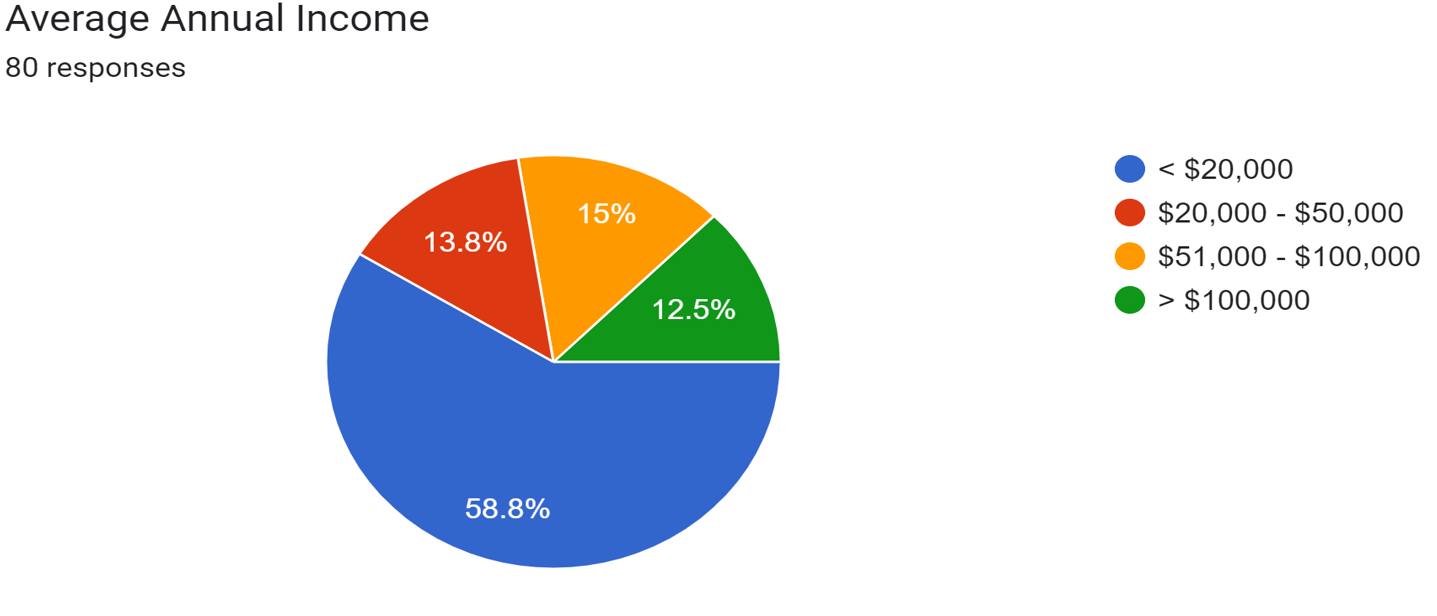 Average Annual Income
80 responses
15%
13.8%
12.5%
58.8%
< $20,000
$20,000 - $50,000
$51,000 - $100,000
> $100,000